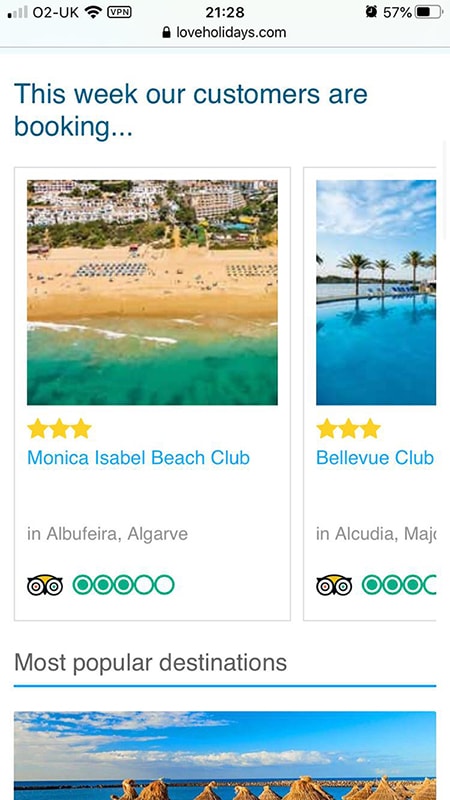 O2-UK VPN 21:28 57%
loveholidays.com
This week our customers are
booking...
Monica Isabel Beach Club
in Albufeira, Algarve
Bellevue Club
in Alcudia, Majo
Most popular destinations